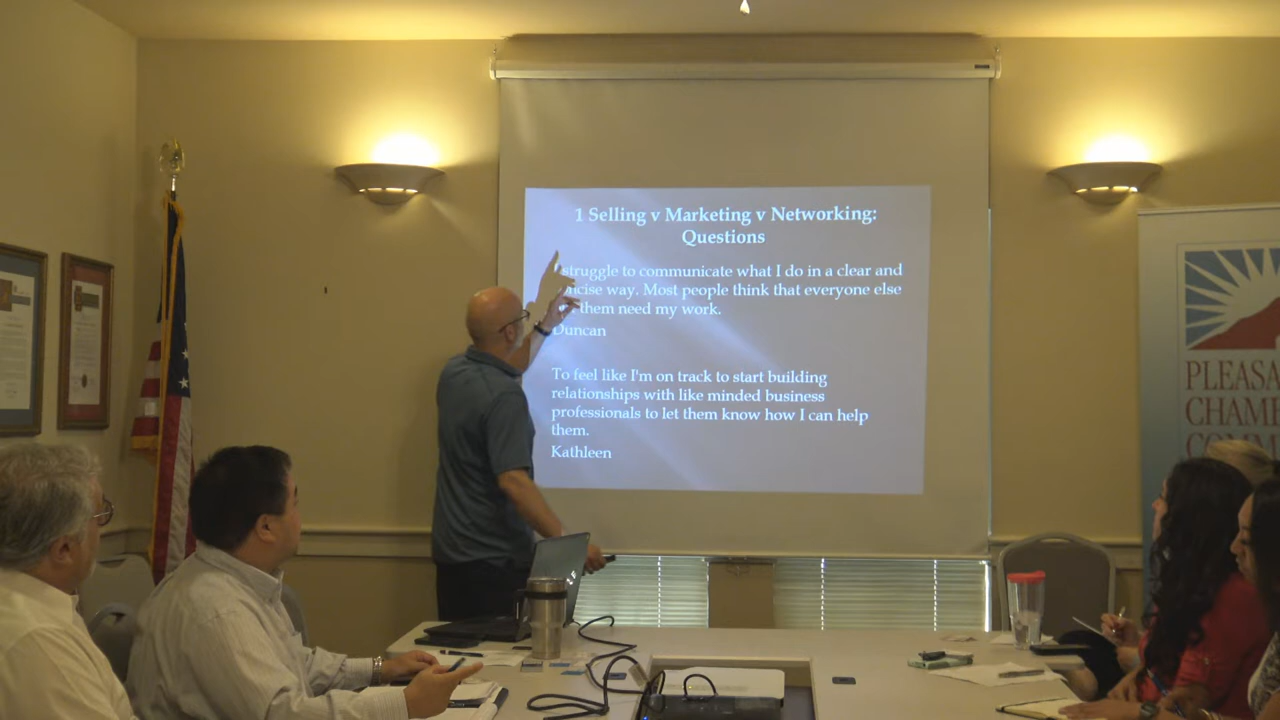 1 Selling v Marketing v Networking:
Questions
struggle to communicate what I do in a clear and
way. Most people think that everyone else
them need my work.
Duncan
To feel like I'm on track to start building
relationships with like minded business
professionals to let them know how I can help
them.
Kathleen
PLEASA
CHAM
COMM